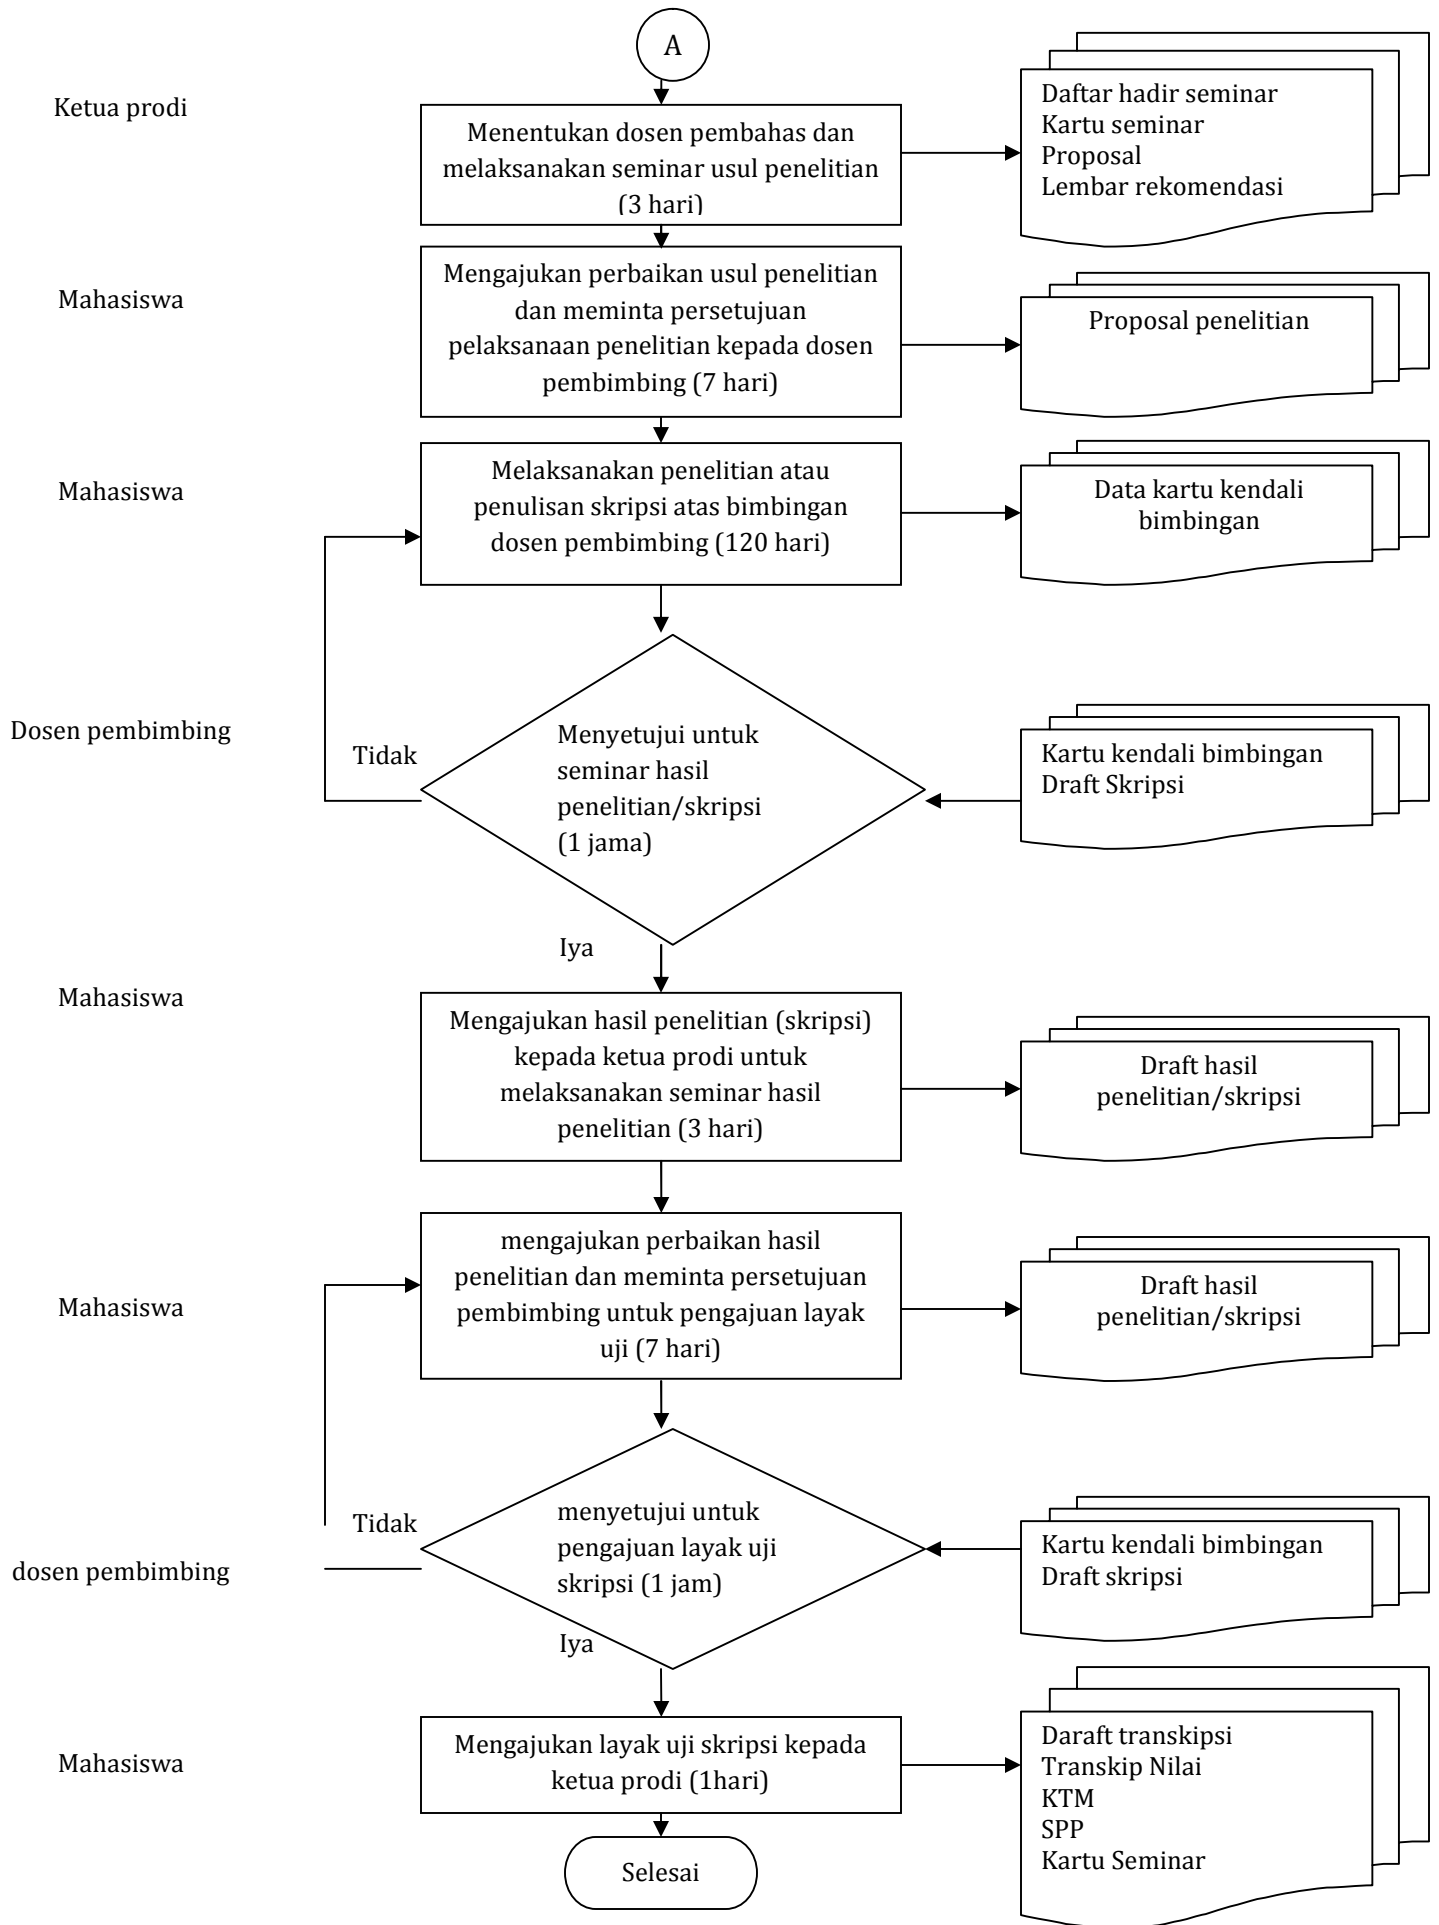 A
Ketua prodi
Menentukan dosen pembahas dan
melaksanakan seminar usul penelitian
(3 hari)
Daftar hadir seminar
Kartu seminar
Proposal
Lembar rekomendasi
Mahasiswa
Mengajukan perbaikan usul penelitian
dan meminta persetujuan
pelaksanaan penelitian kepada dosen
pembimbing (7 hari)
Proposal penelitian
Mahasiswa
Melaksanakan penelitian atau
penulisan skripsi atas bimbingan
dosen pembimbing (120 hari)
Data kartu kendali
bimbingan
Dosen pembimbing
Tidak
Menyetujui untuk
seminar hasil
penelitian/skripsi
(1 jama)
Kartu kendali bimbingan
Draft Skripsi
Iya
Mahasiswa
Mengajukan hasil penelitian (skripsi)
kepada ketua prodi untuk
melaksanakan seminar hasil
penelitian (3 hari)
Draft hasil
penelitian/skripsi
Mahasiswa
mengajukan perbaikan hasil
penelitian dan meminta persetujuan
pembimbing untuk pengajuan layak
uji (7 hari)
Draft hasil
penelitian/skripsi
dosen pembimbing
Tidak
menyetujui untuk
pengajuan layak uji
skripsi (1 jam)
Kartu kendali bimbingan
Draft skripsi
Iya
Mahasiswa
Mengajukan layak uji skripsi kepada
ketua prodi (1hari)
Daraft transkipsi
Transkip Nilai
KTM
SPP
Kartu Seminar
Selesai